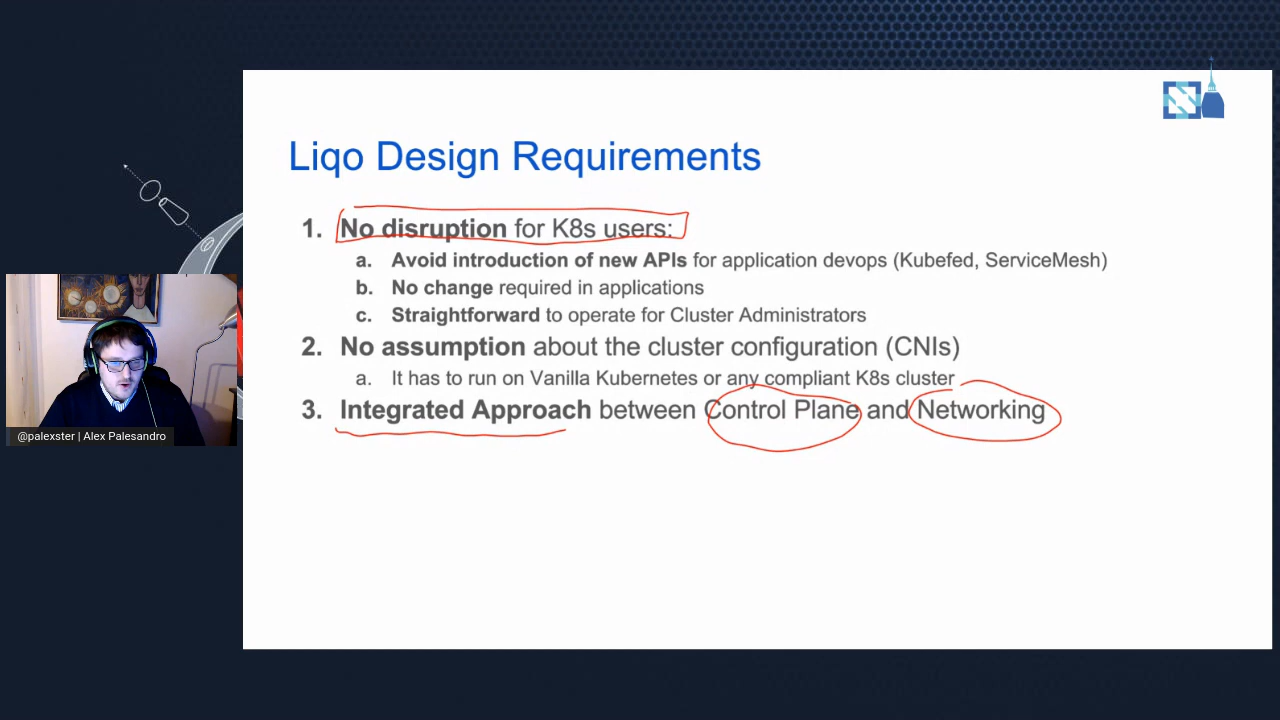 Liqo Design Requirements
1. No disruption for K8s users:
a. Avoid introduction of new APIs for application devops (Kubefed, ServiceMesh)
b. No change required in applications
c. Straightforward to operate for Cluster Administrators
2. No assumption about the cluster configuration (CNIs)
a. It has to run on Vanilla Kubernetes or any compliant K8s cluster
3. Integrated Approach between Control Plane and Networking
@palexster | Alex Palesandro